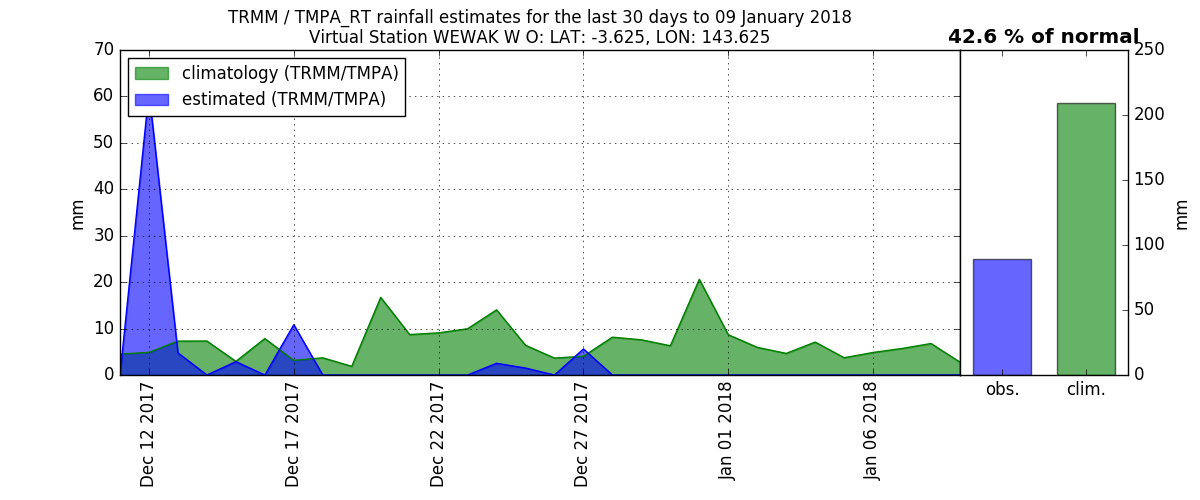 TRMM / TMPA_RT rainfall estimates for the last 30 days to 09 January 2018
Virtual Station WEWAK W O: LAT: -3.625, LON: 143.625
42.6 % of normal
climatology (TRMM/TMPA)
estimated (TRMM/TMPA)
70
60
50
40
30
20
10
0
mm
Dec 12 2017
Dec 17 2017
Dec 22 2017
Dec 27 2017
Jan 01 2018
Jan 06 2018
obs.
clim.
250
200
150
100
50
0
mm